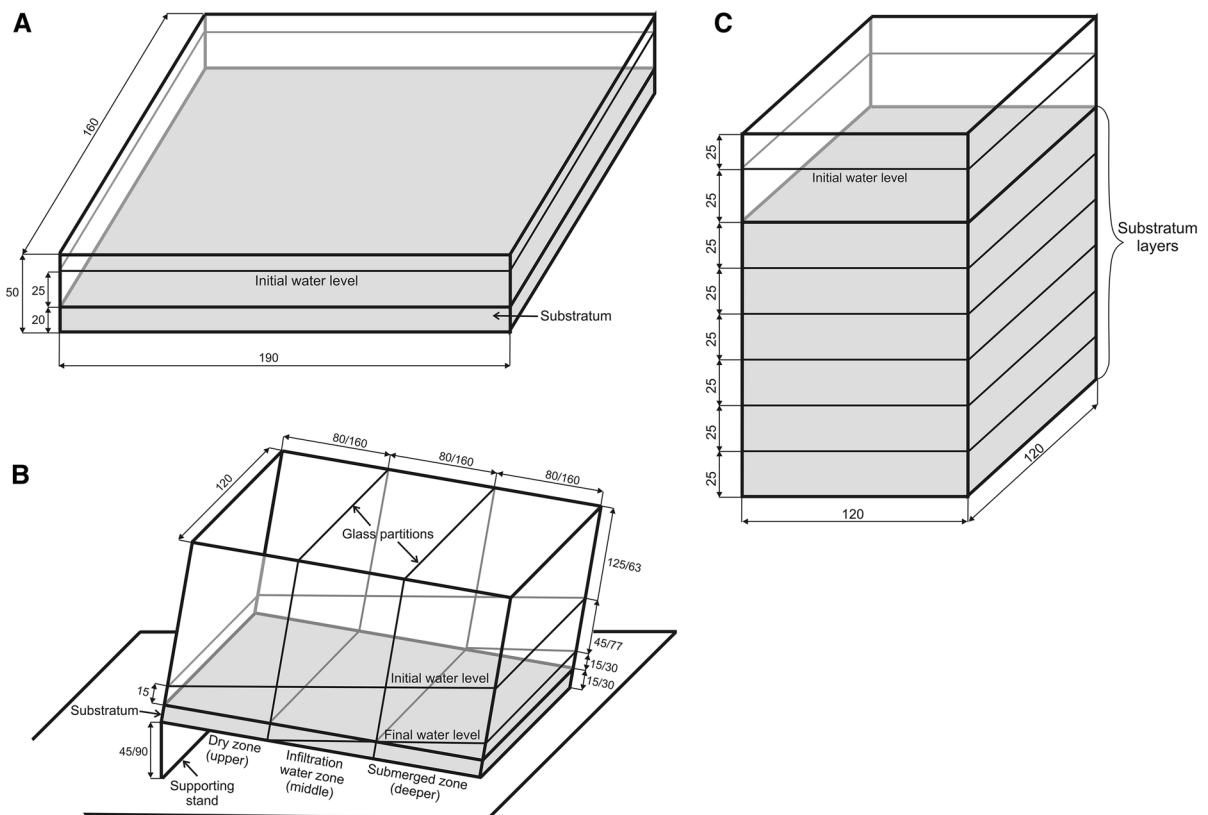 A
160
50
25
20
Initial water level
Substratum
190
B
80/160
80/160
80/160
120
Glass partitions
125/63
45/77
15/30
15/30
Initial water level
15
Substratum
Final water level
45/90
Dry zone
(upper)
Infiltration
water zone
(middle)
Submerged zone
(deeper)
Supporting
stand
C
25
Initial water level
25
25
25
25
25
25
25
Substratum
layers
120
120